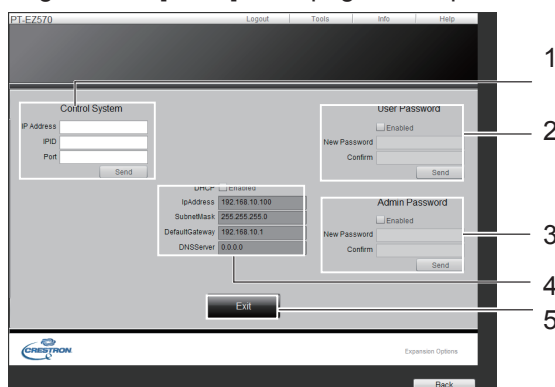 PT-EZ570
Logout Tools Info Help
1
Control System
IP Address
IPID
Port
Send
User Password
Enabled
New Password
Confirm
Send
2
DHCP Enabled
IpAddress 192.168.10.100
SubnetMask 255.255.255.0
DefaultGateway 192.168.10.1
DNSServer 0.0.0.0
Admin Password
Enabled
New Password
Confirm
Send
3
4
Exit
5
CRESTRON
Expansion Options
Back